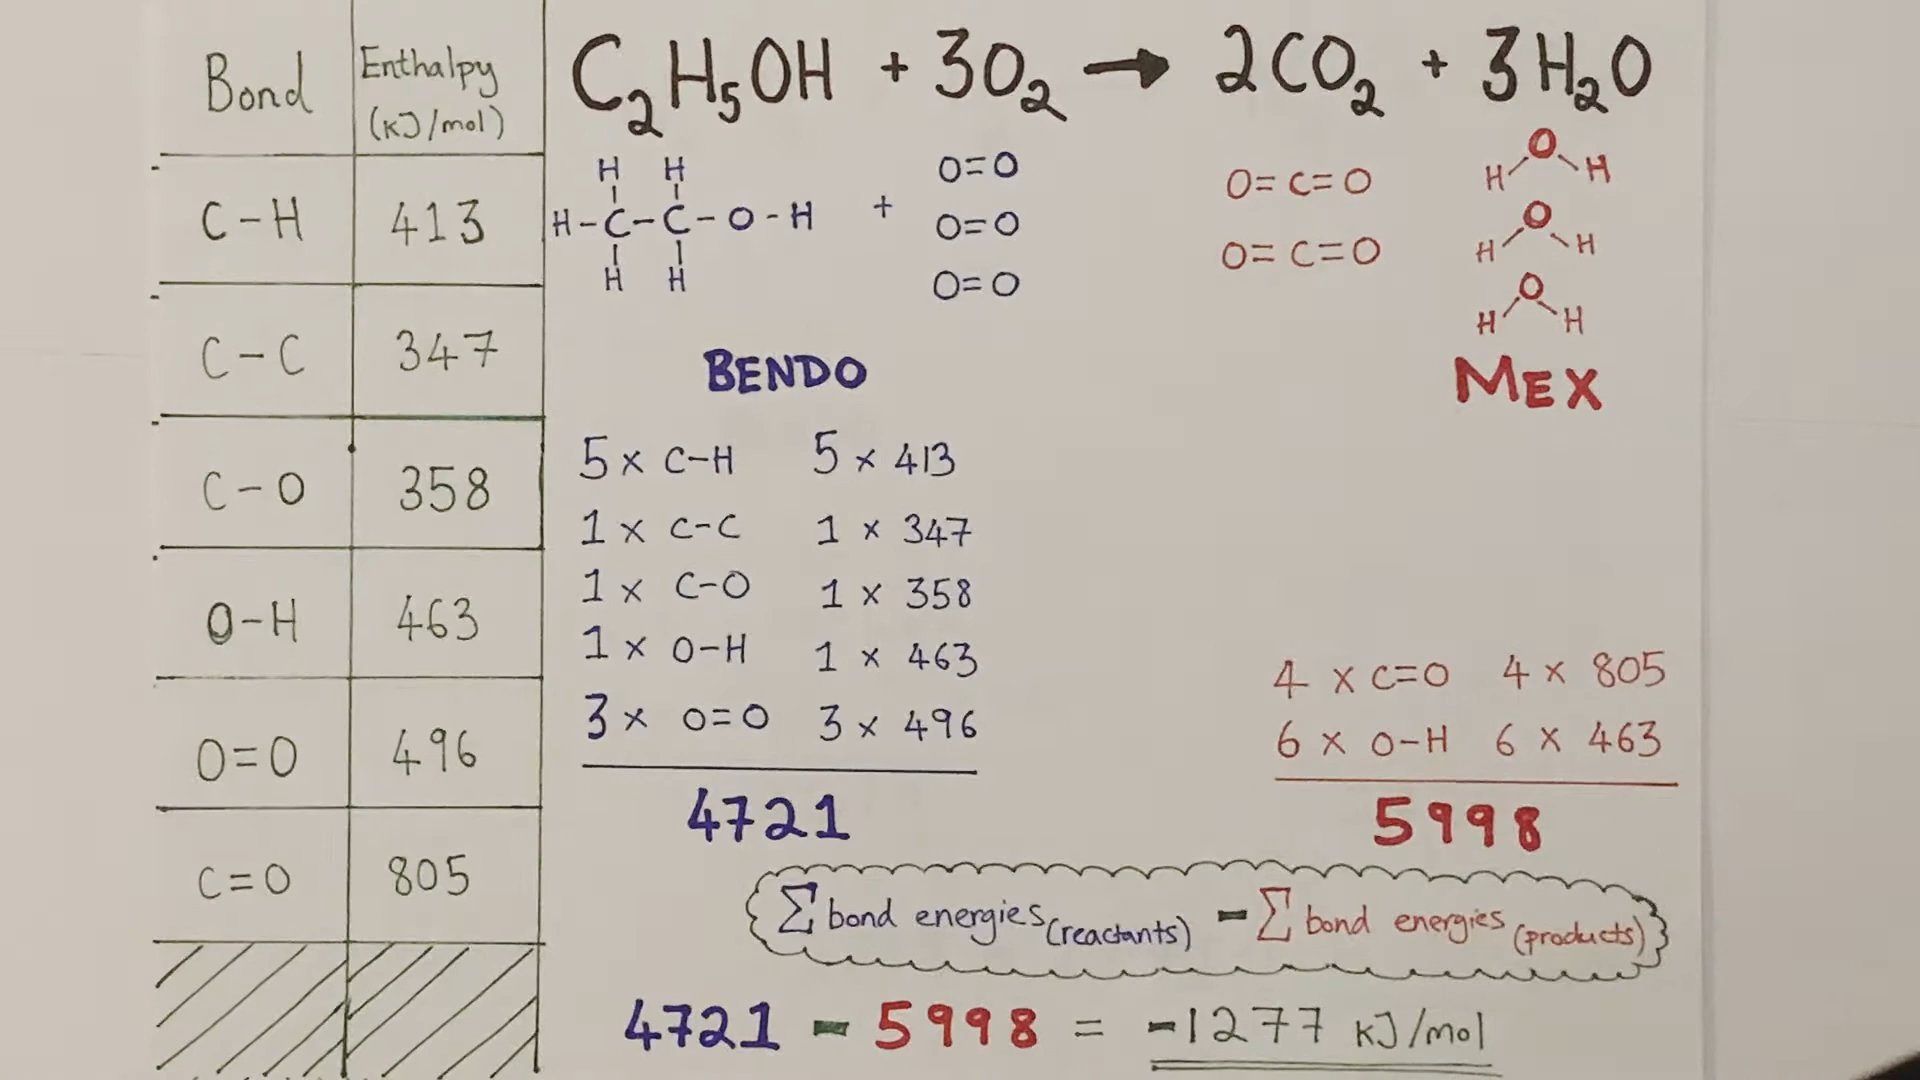 Bond Enthalpy (KJ/mol)
C-H 413
C-C 347
C-O 358
O-H 463
O=O 496
C=O 805
C₂H₅OH + 3O₂ → 2CO₂ + 3H₂O
H H
H-C-C-O-H
H H
+
O=O
O=O
O=O
O=C=O
O=C=O
O
H H
O
H H
O
H H
BENDO
5 x C-H 5 x 413
1 x C-C 1 x 347
1 x C-O 1 x 358
1 x O-H 1 x 463
3 x O=O 3 x 496
4721
MEX
4 x C=O 4 x 805
6 x O-H 6 x 463
5998
Σ bond energies (reactants) - Σ bond energies (products)
4721 - 5998 = -1277 KJ/mol